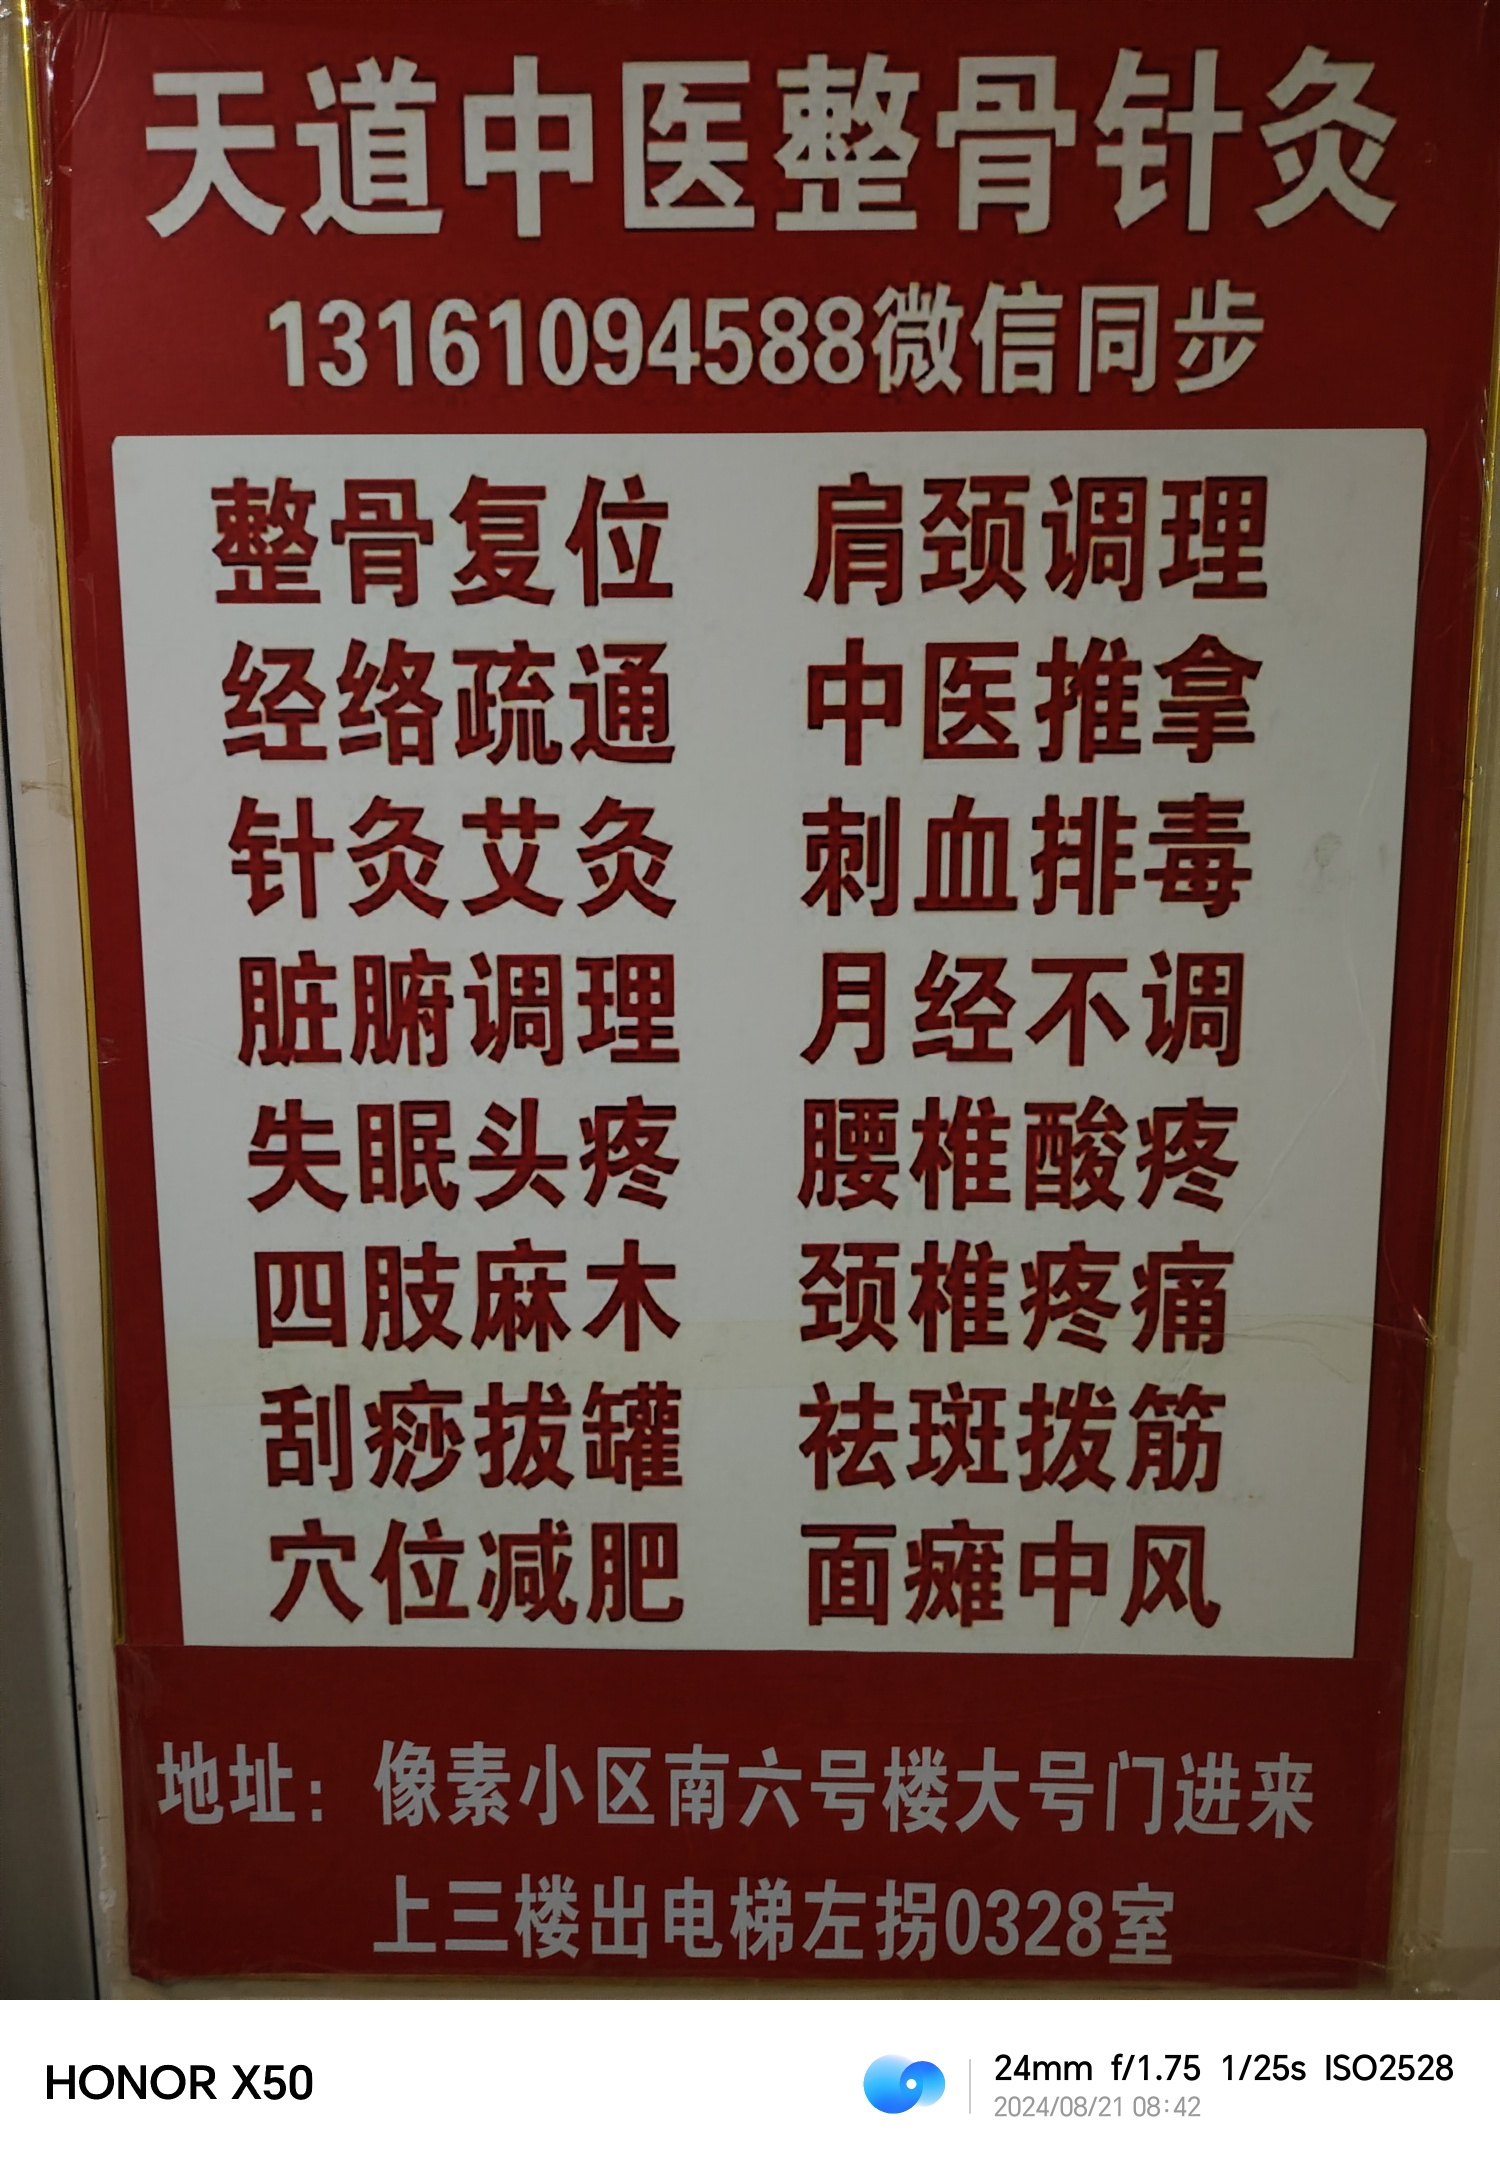 天道中医整骨针灸
13161094588微信同步
整骨复位 肩颈调理
经络疏通 中医推拿
针灸艾灸 刺血排毒
脏腑调理 月经不调
失眠头疼 腰椎酸疼
四肢麻木 颈椎疼痛
刮痧拔罐 祛斑拨筋
穴位减肥 面瘫中风
地址：像素小区南六号楼大号门进来
上三楼出电梯左拐0328室
HONOR X50
24mm f/1.75 1/25s ISO2528
2024/08/21 08:42